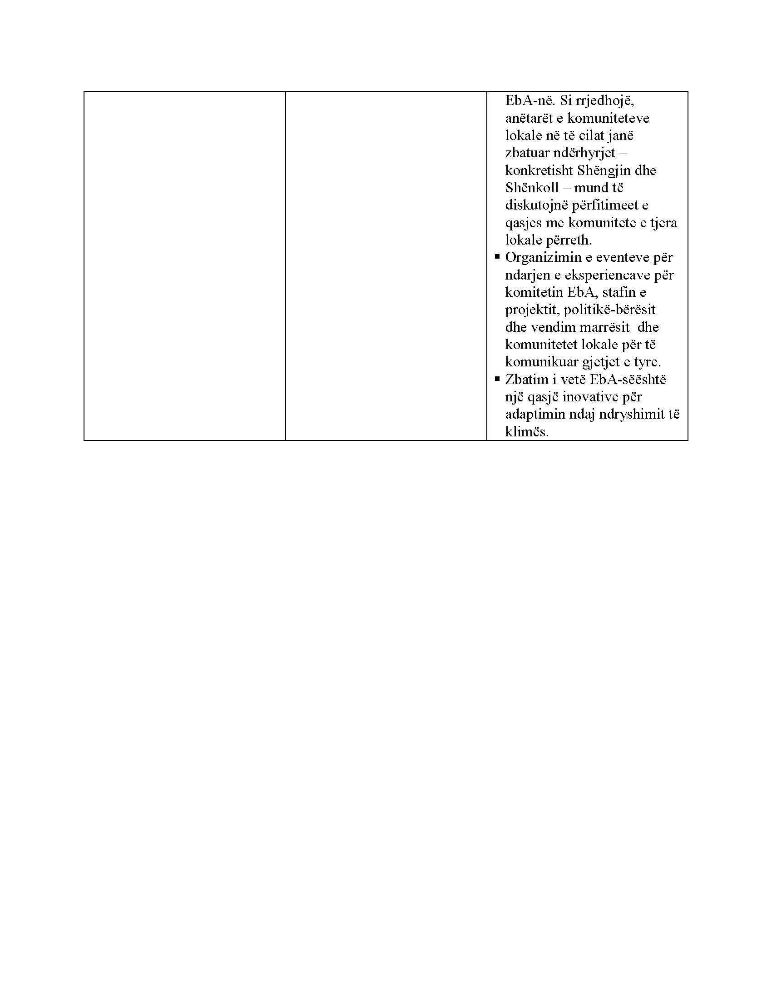 EbA-në. Si rrjedhojë,
anëtarët e komuniteteve
lokale në të cilat janë
zbatuar ndërhyrjet –
konkretisht Shëngjin dhe
Shënkoll – mund të
diskutojnë përfitimeet e
qasjes me komunitete e tjera
lokale përreth.
▪ Organizimin e eventeve për
ndarjen e eksperiencave për
komitetin EbA, stafin e
projektit, politikë-bërësit
dhe vendim marrësit  dhe
komunitetet lokale për të
komunikuar gjetjet e tyre.
▪ Zbatim i vetë EbA-sëështë
një qasjë inovative për
adaptimin ndaj ndryshimit të
klimës.